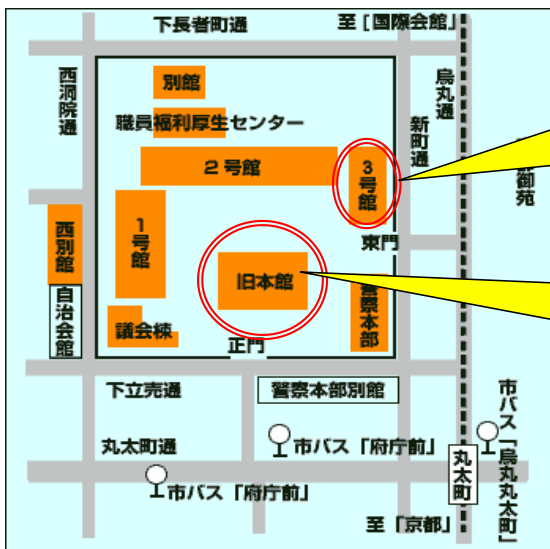 下長者町通
至[国際会館」
西洞院通
烏丸通
新町通
御苑
別館
職員福利厚生センター
2号館
3号館
1号館
東門
西別館
旧本館
自治会館
警察本部
議会棟
正門
下立売通
警察本部別館
丸太町通
市バス「府庁前」
市バス「府庁前」
丸太町
市バス「烏丸丸太町」
至「京都」